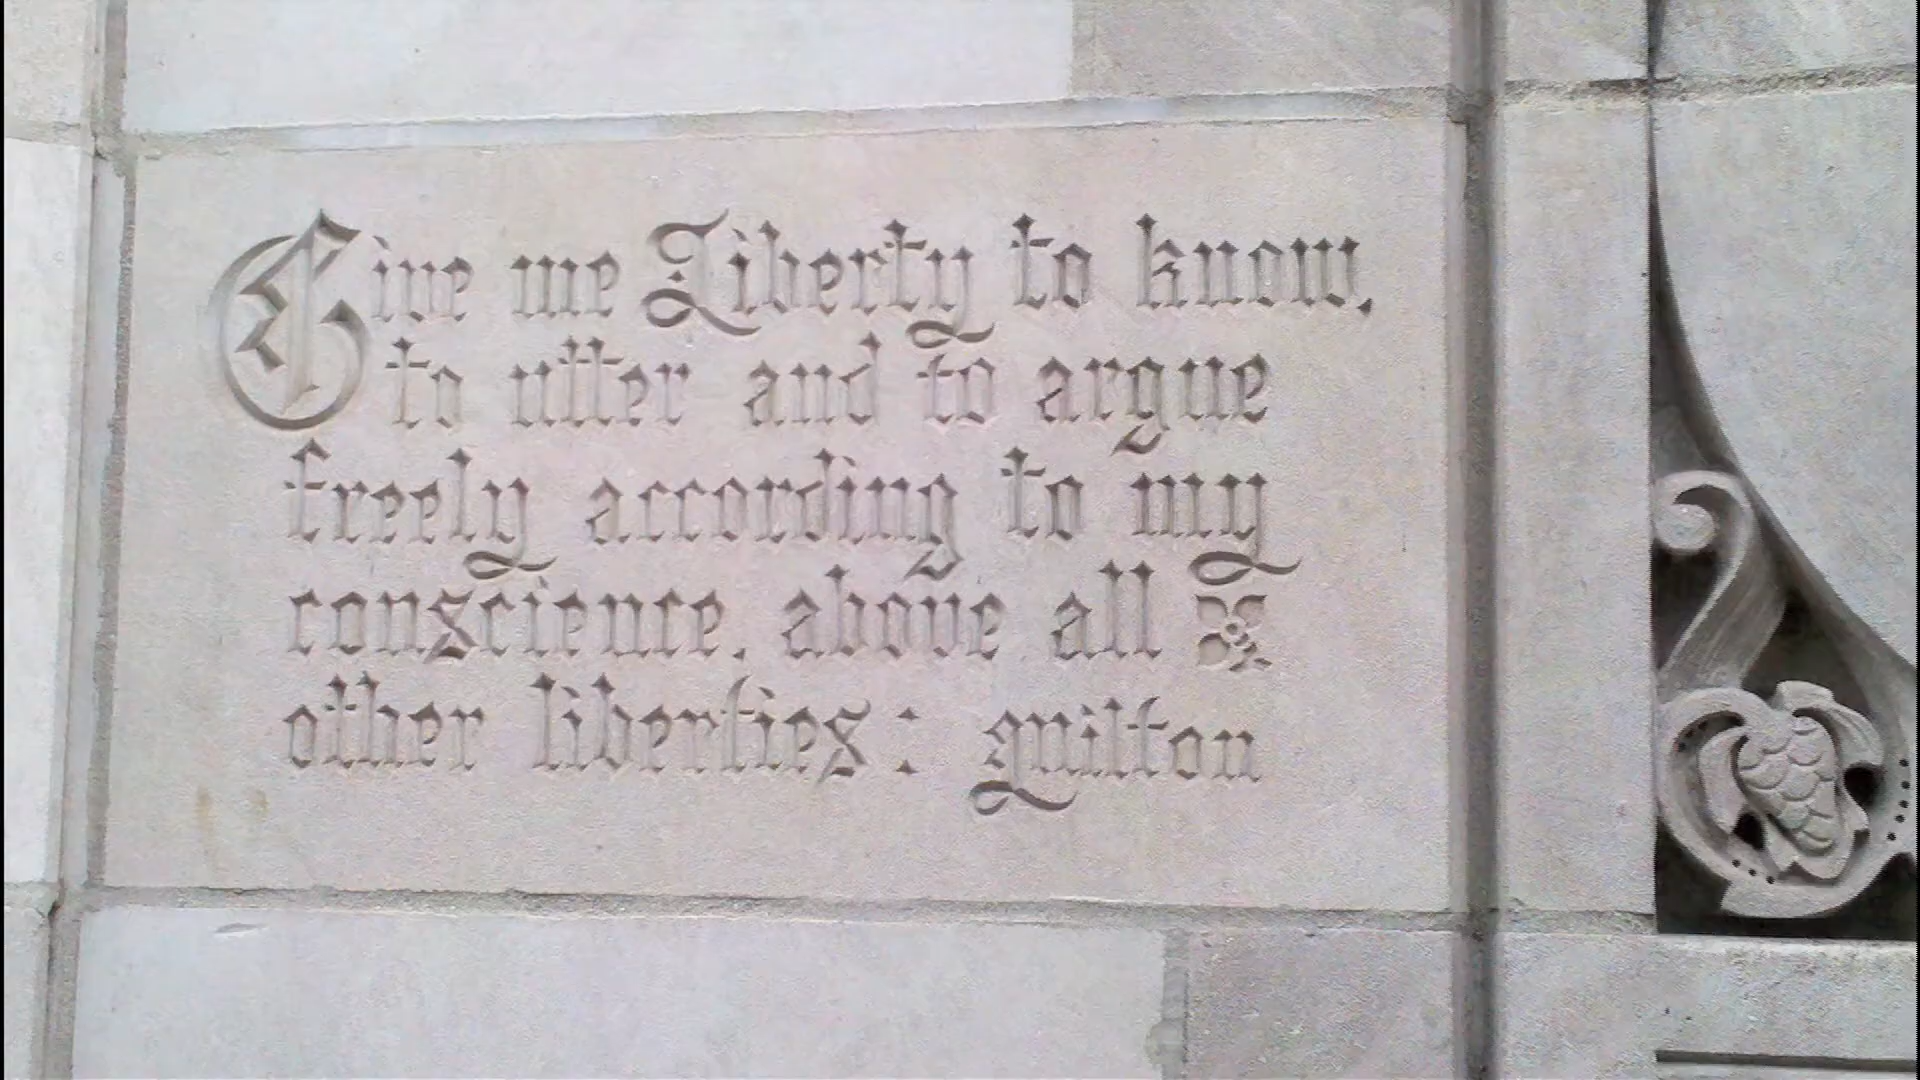 Give me Liberty to know,
to utter and to argue
freely according to my
conscience, above all
other liberties: Milton